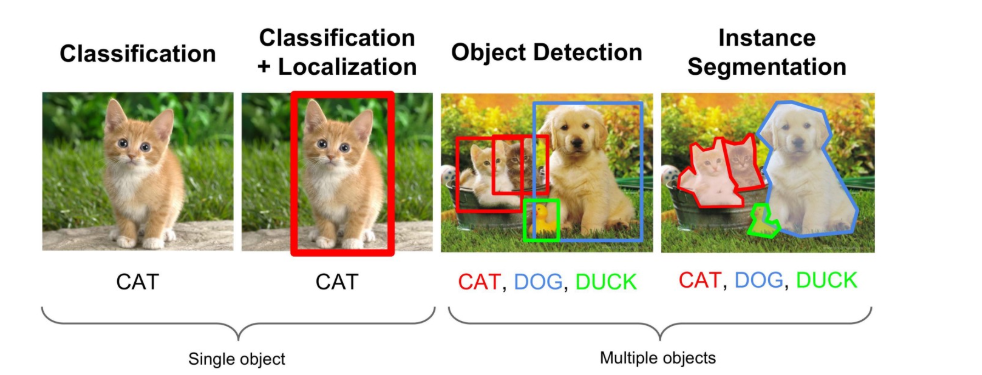 Classification
Classification
+ Localization
Object Detection
Instance
Segmentation
CAT
CAT
CAT, DOG, DUCK
CAT, DOG, DUCK
Single object
Multiple objects